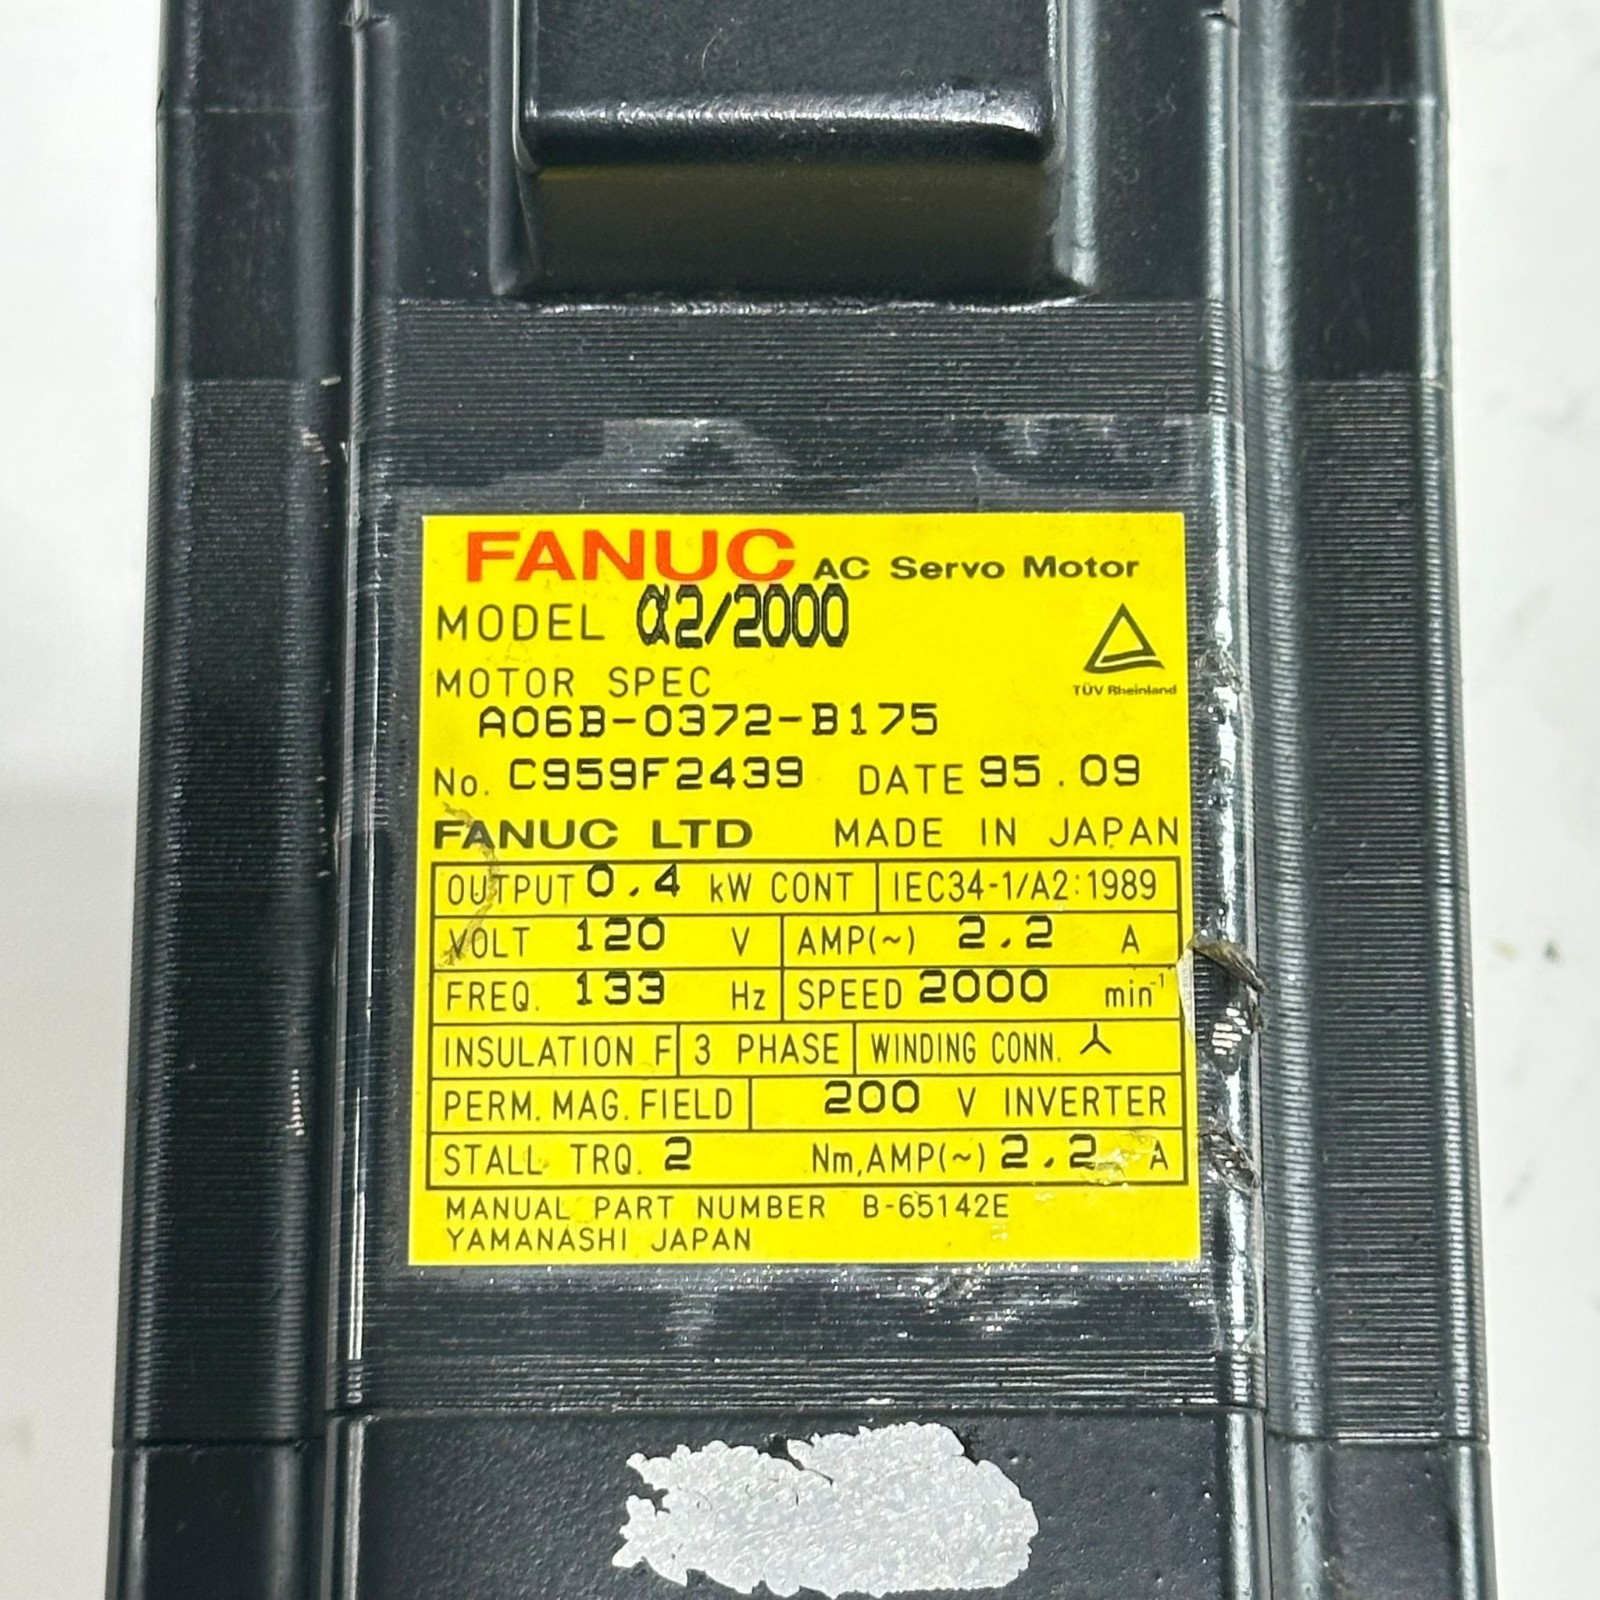 FANUC AC Servo Motor
MODEL α2/2000
TÜV Rheinland
MOTOR SPEC
A06B-0372-B175
No. C959F2439 DATE 95.09
FANUC LTD MADE IN JAPAN
OUTPUT 0.4 kW CONT IEC34-1/A2:1989
VOLT 120 V AMP(~) 2.2 A
FREQ. 133 Hz SPEED 2000 min⁻¹
INSULATION F 3 PHASE WINDING CONN.
PERM. MAG. FIELD 200 V INVERTER
STALL TRQ. 2 Nm, AMP(~) 2.2 A
MANUAL PART NUMBER B-65142E
YAMANASHI JAPAN